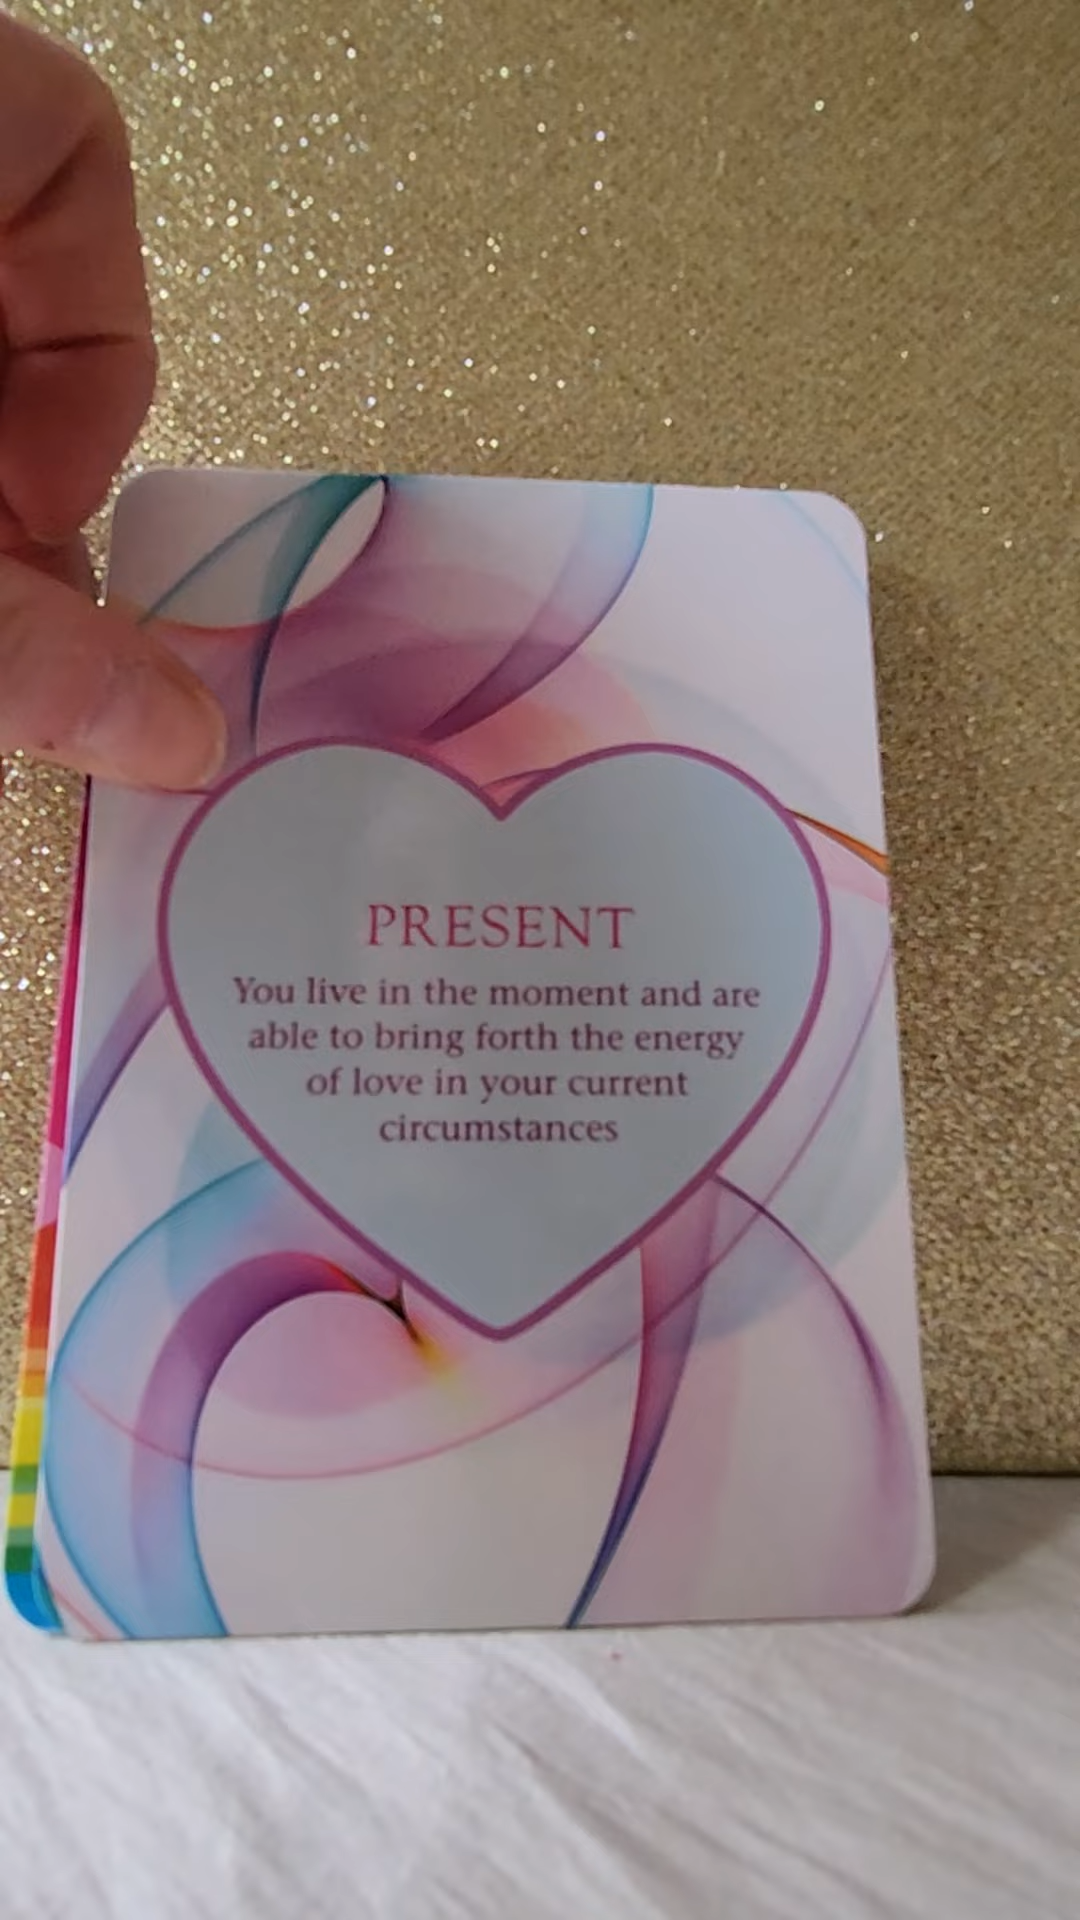 PRESENT
You live in the moment and are
able to bring forth the energy
of love in your current
circumstances